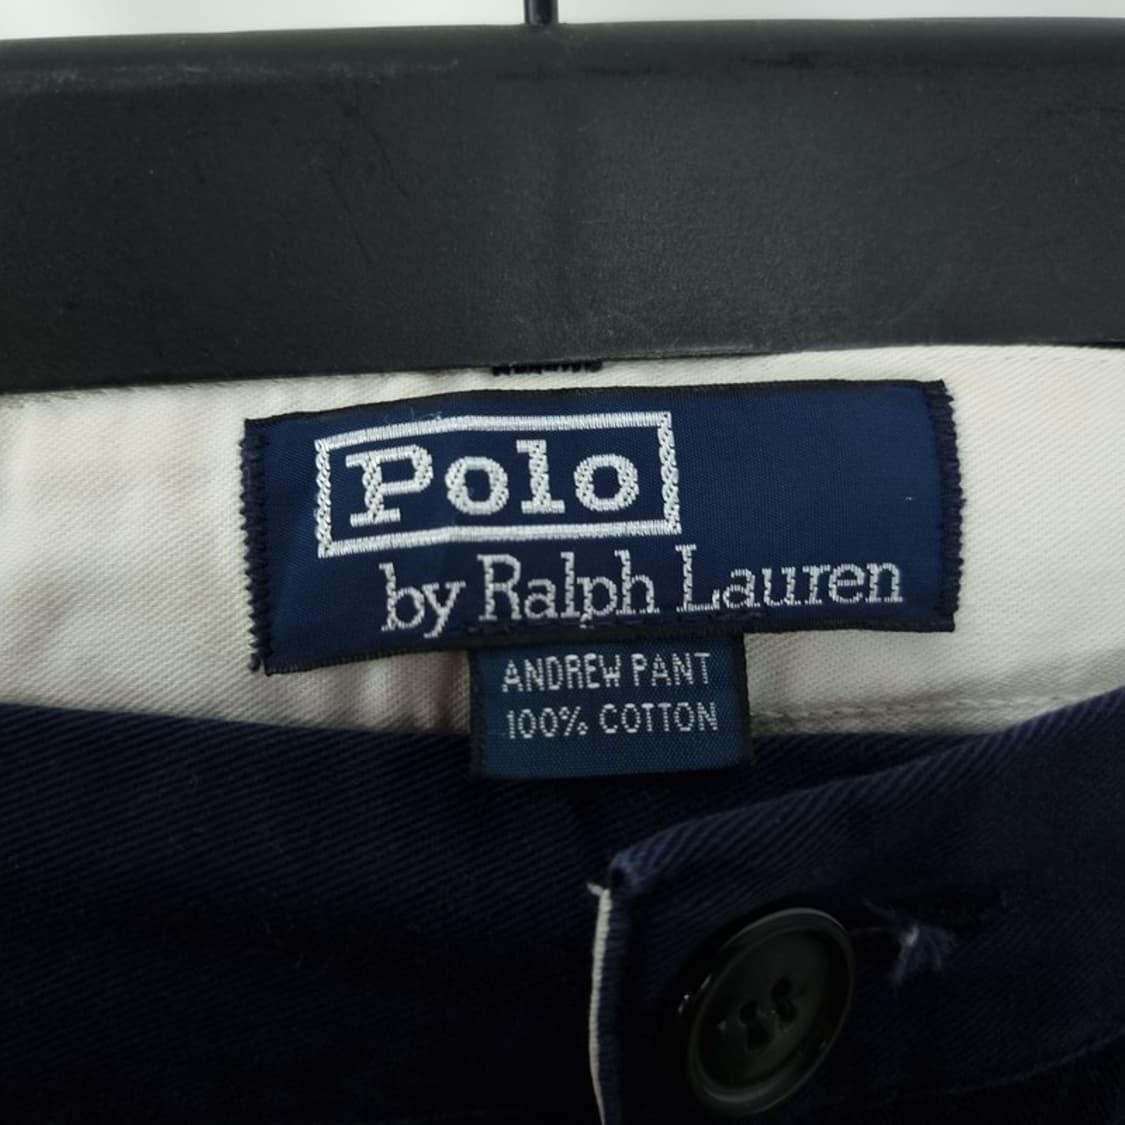 Polo
by Ralph Lauren
ANDREW PANT
100% COTTON